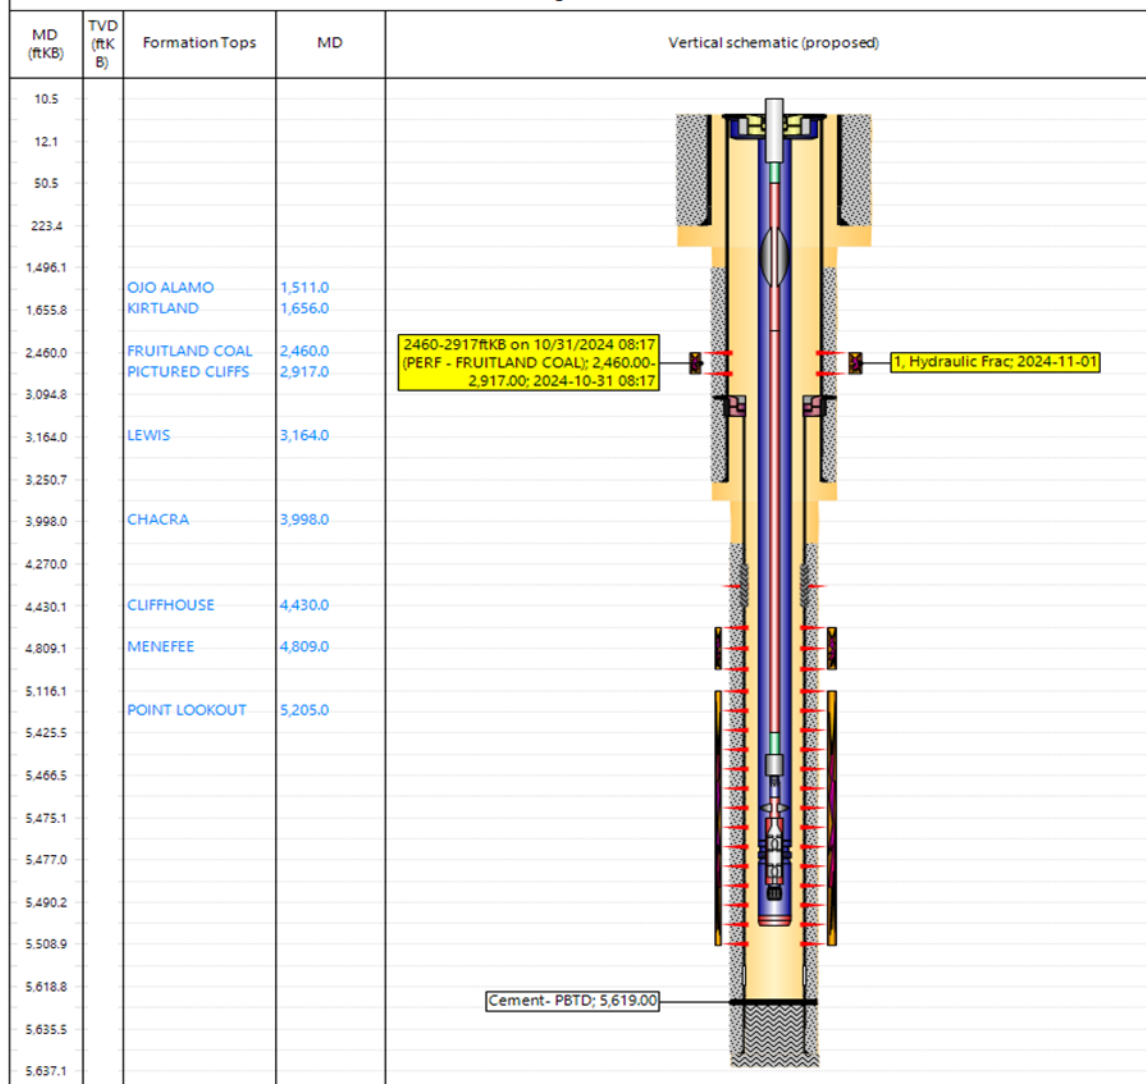 MD
(ftKB)
TVD
(ftK
B)
Formation Tops
MD
Vertical schematic (proposed)
10.5
12.1
50.5
223.4
1,496.1
OJO ALAMO 1,511.0
1,655.8
KIRTLAND 1,656.0
2,460.0
FRUITLAND COAL 2,460.0
PICTURED CLIFFS 2,917.0
2460-2917ftKB on 10/31/2024 08:17
(PERF - FRUITLAND COAL); 2,460.00-
2,917.00; 2024-10-31 08:17
1, Hydraulic Frac; 2024-11-01
3,094.8
3,164.0
LEWIS 3,164.0
3,250.7
3,998.0
CHACRA 3,998.0
4,270.0
4,430.1
CLIFFHOUSE 4,430.0
4,809.1
MENEFEE 4,809.0
5,116.1
POINT LOOKOUT 5,205.0
5,425.5
5,466.5
5,475.1
5,477.0
5,490.2
5,508.9
5,618.8
Cement- PBTD; 5,619.00
5,635.5
5,637.1